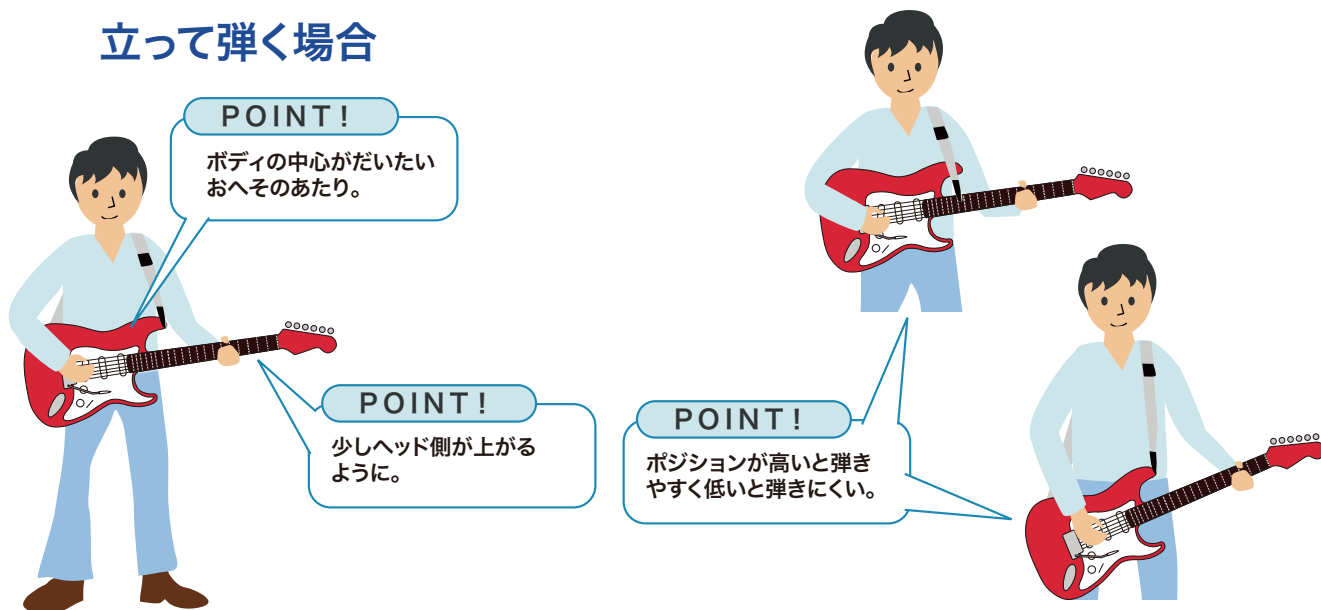 立って弾く場合
POINT!
ボディの中心がだいたい
おへそのあたり。
POINT!
少しヘッド側が上がる
ように。
POINT!
ポジションが高いと弾き
やすく低いと弾きにくい。